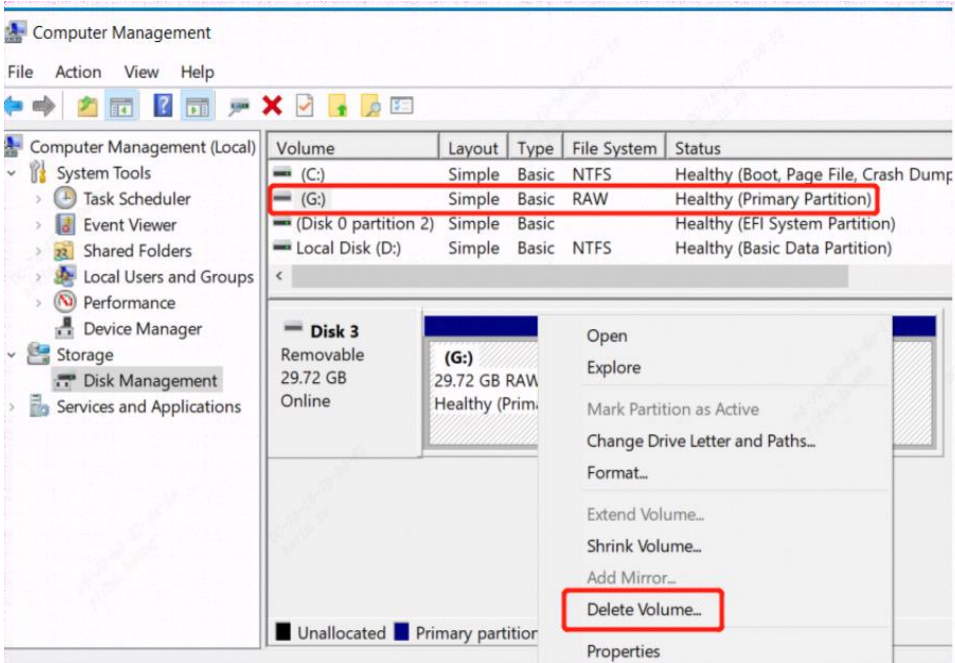 Computer Management
File Action View Help
Computer Management (Local)
System Tools
Task Scheduler
Event Viewer
Shared Folders
Local Users and Groups
Performance
Device Manager
Storage
Disk Management
Services and Applications
Volume Layout Type File System Status
(C:) Simple Basic NTFS Healthy (Boot, Page File, Crash Dump
(G:) Simple Basic RAW Healthy (Primary Partition)
(Disk 0 partition 2) Simple Basic Healthy (EFI System Partition)
Local Disk (D:) Simple Basic NTFS Healthy (Basic Data Partition)
Disk 3
Removable
29.72 GB
Online
(G:)
29.72 GB RAW
Healthy (Prim
Open
Explore
Mark Partition as Active
Change Drive Letter and Paths...
Format...
Extend Volume...
Shrink Volume...
Add Mirror...
Delete Volume...
Properties
Unallocated Primary partition